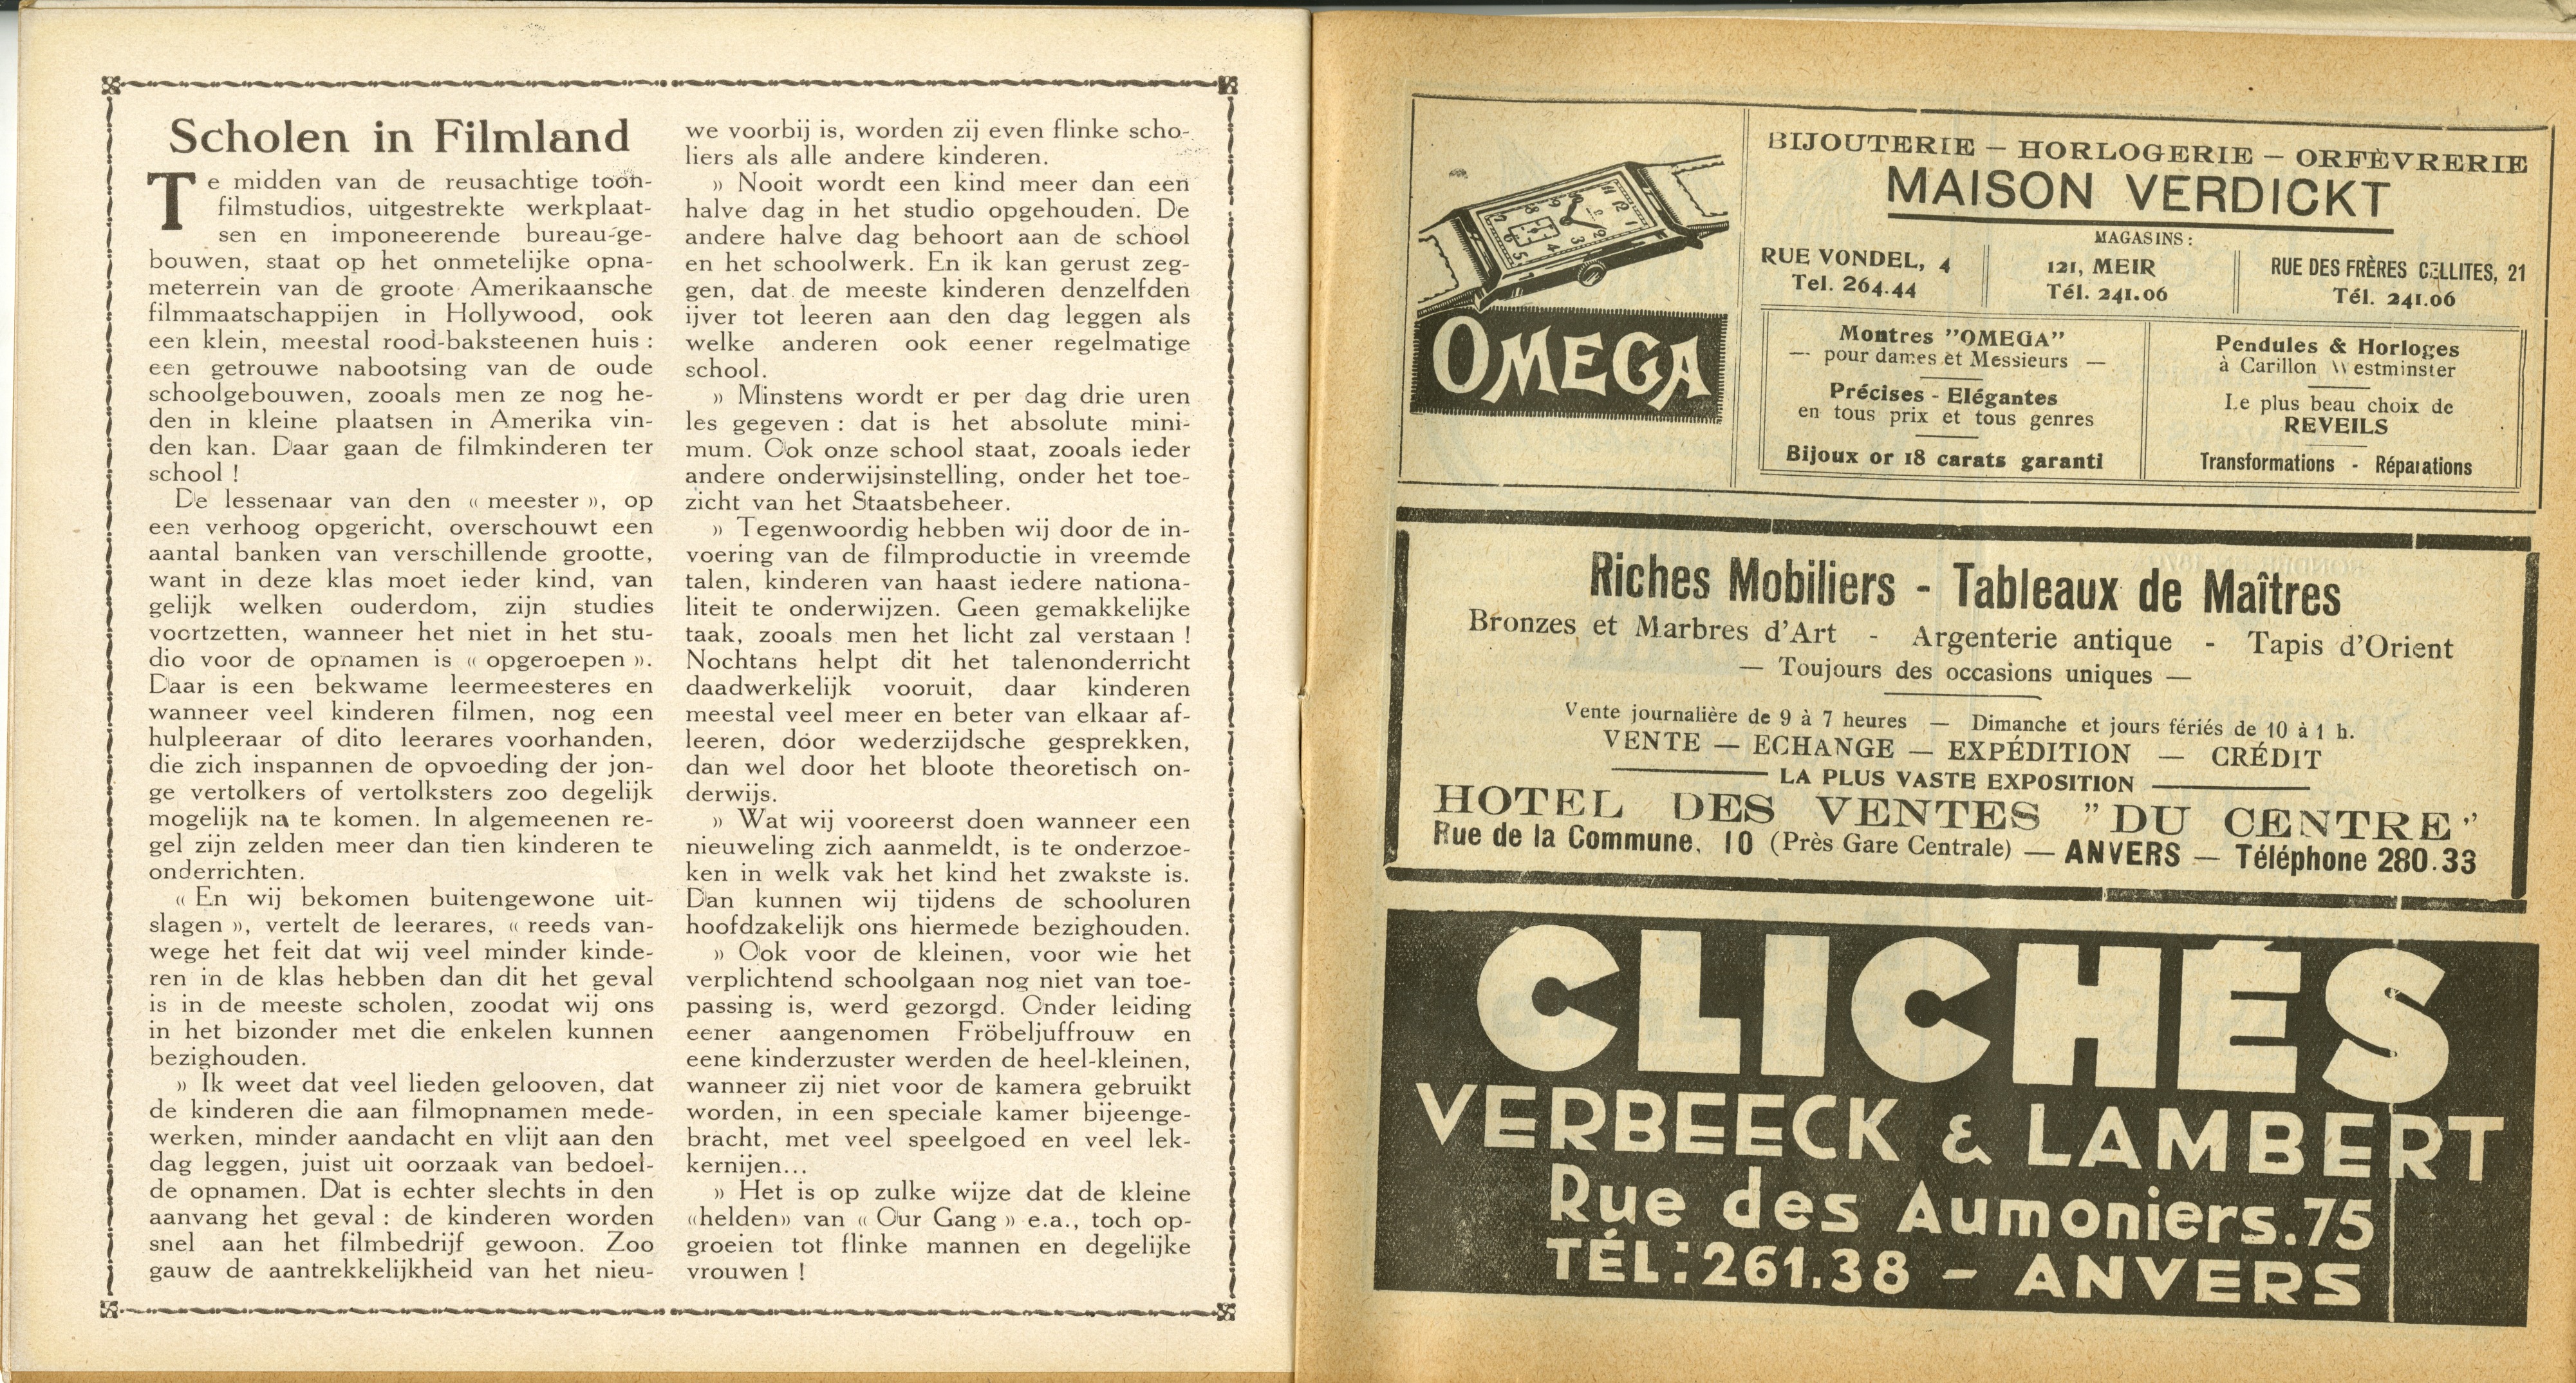 Scholen in Filmland
Te midden van de reusachtige toon-
filmstudios, uitgestrekte werkplaat-
sen en imponeerende bureau-ge-
bouwen, staat op het onmetelijke opna-
meterrein van de groote Amerikaansche
filmmaatschappijen in Hollywood, ook
een klein, meestal rood-baksteenen huis :
een getrouwe nabootsing van de oude
schoolgebouwen, zooals men ze nog he-
den in kleine plaatsen in Amerika vin-
den kan. Daar gaan de filmkinderen ter
school !
De lessenaar van den « meester », op
een verhoog opgericht, overschouwt een
aantal banken van verschillende grootte,
want in deze klas moet ieder kind, van
gelijk welken ouderdom, zijn studies
voortzetten, wanneer het niet in het stu-
dio voor de opnamen is « opgeroepen ».
Daar is een bekwame leermeesteres en
wanneer veel kinderen filmen, nog een
hulpleeraar of dito leerares voorhanden,
die zich inspannen de opvoeding der jon-
ge vertolkers of vertolksters zoo degelijk
mogelijk na te komen. In algemeenen re-
gel zijn zelden meer dan tien kinderen te
onderrichten.
« En wij bekomen buitengewone uit-
slagen », vertelt de leerares, « reeds van-
wege het feit dat wij veel minder kinde-
ren in de klas hebben dan dit het geval
is in de meeste scholen, zoodat wij ons
in het bizonder met die enkelen kunnen
bezighouden.
» Ik weet dat veel lieden gelooven, dat
de kinderen die aan filmopnamen mede-
werken, minder aandacht en vlijt aan den
dag leggen, juist uit oorzaak van bedoel-
de opnamen. Dat is echter slechts in den
aanvang het geval : de kinderen worden
snel aan het filmbedrijf gewoon. Zoo
gauw de aantrekkelijkheid van het nieu-
we voorbij is, worden zij even flinke scho-
liers als alle andere kinderen.
» Nooit wordt een kind meer dan een
halve dag in het studio opgehouden. De
andere halve dag behoort aan de school
en het schoolwerk. En ik kan gerust zeg-
gen, dat de meeste kinderen denzelfden
ijver tot leeren aan den dag leggen als
welke anderen ook eener regelmatige
school.
» Minstens wordt er per dag drie uren
les gegeven : dat is het absolute mini-
mum. Ook onze school staat, zooals ieder
andere onderwijsinstelling, onder het toe-
zicht van het Staatsbeheer.
» Tegenwoordig hebben wij door de in-
voering van de filmproductie in vreemde
talen, kinderen van haast iedere nationa-
liteit te onderwijzen. Geen gemakkelijke
taak, zooals men het licht zal verstaan !
Nochtans helpt dit het talenonderricht
daadwerkelijk vooruit, daar kinderen
meestal veel meer en beter van elkaar af-
leeren, door wederzijdsche gesprekken,
dan wel door het bloote theoretisch on-
derwijs.
» Wat wij vooreerst doen wanneer een
nieuweling zich aanmeldt, is te onderzoe-
ken in welk vak het kind het zwakste is.
Dan kunnen wij tijdens de schooluren
hoofdzakelijk ons hiermede bezighouden.
» Ook voor de kleinen, voor wie het
verplichtend schoolgaan nog niet van toe-
passing is, werd gezorgd. Onder leiding
eener aangenomen Fröbeljuffrouw en
eene kinderzuster werden de heel-kleinen,
wanneer zij niet voor de kamera gebruikt
worden, in een speciale kamer bijeenge-
bracht, met veel speelgoed en veel lek-
kernijen...
» Het is op zulke wijze dat de kleine
«helden» van « Our Gang » e.a., toch op-
groeien tot flinke mannen en degelijke
vrouwen !
OMEGA
BIJOUTERIE — HORLOGERIE — ORFÈVRERIE
MAISON VERDICKT
MAGASINS :
RUE VONDEL, 4
Tel. 264.44
121, MEIR
Tél. 241.06
RUE DES FRÈRES CELLITES, 21
Tél. 241.06
Montres "OMEGA"
— pour dames et Messieurs —
Précises - Elégantes
en tous prix et tous genres
Bijoux or 18 carats garanti
Pendules & Horloges
à Carillon Westminster
Le plus beau choix de
REVEILS
Transformations - Réparations
Riches Mobiliers - Tableaux de Maîtres
Bronzes et Marbres d'Art - Argenterie antique - Tapis d'Orient
— Toujours des occasions uniques —
Vente journalière de 9 à 7 heures — Dimanche et jours fériés de 10 à 1 h.
VENTE — ECHANGE — EXPÉDITION — CRÉDIT
LA PLUS VASTE EXPOSITION
HOTEL DES VENTES "DU CENTRE"
Rue de la Commune, 10 (Près Gare Centrale) — ANVERS — Téléphone 280.33
CLICHÉS
VERBEECK & LAMBERT
Rue des Aumoniers.75
TÉL:261.38 - ANVERS